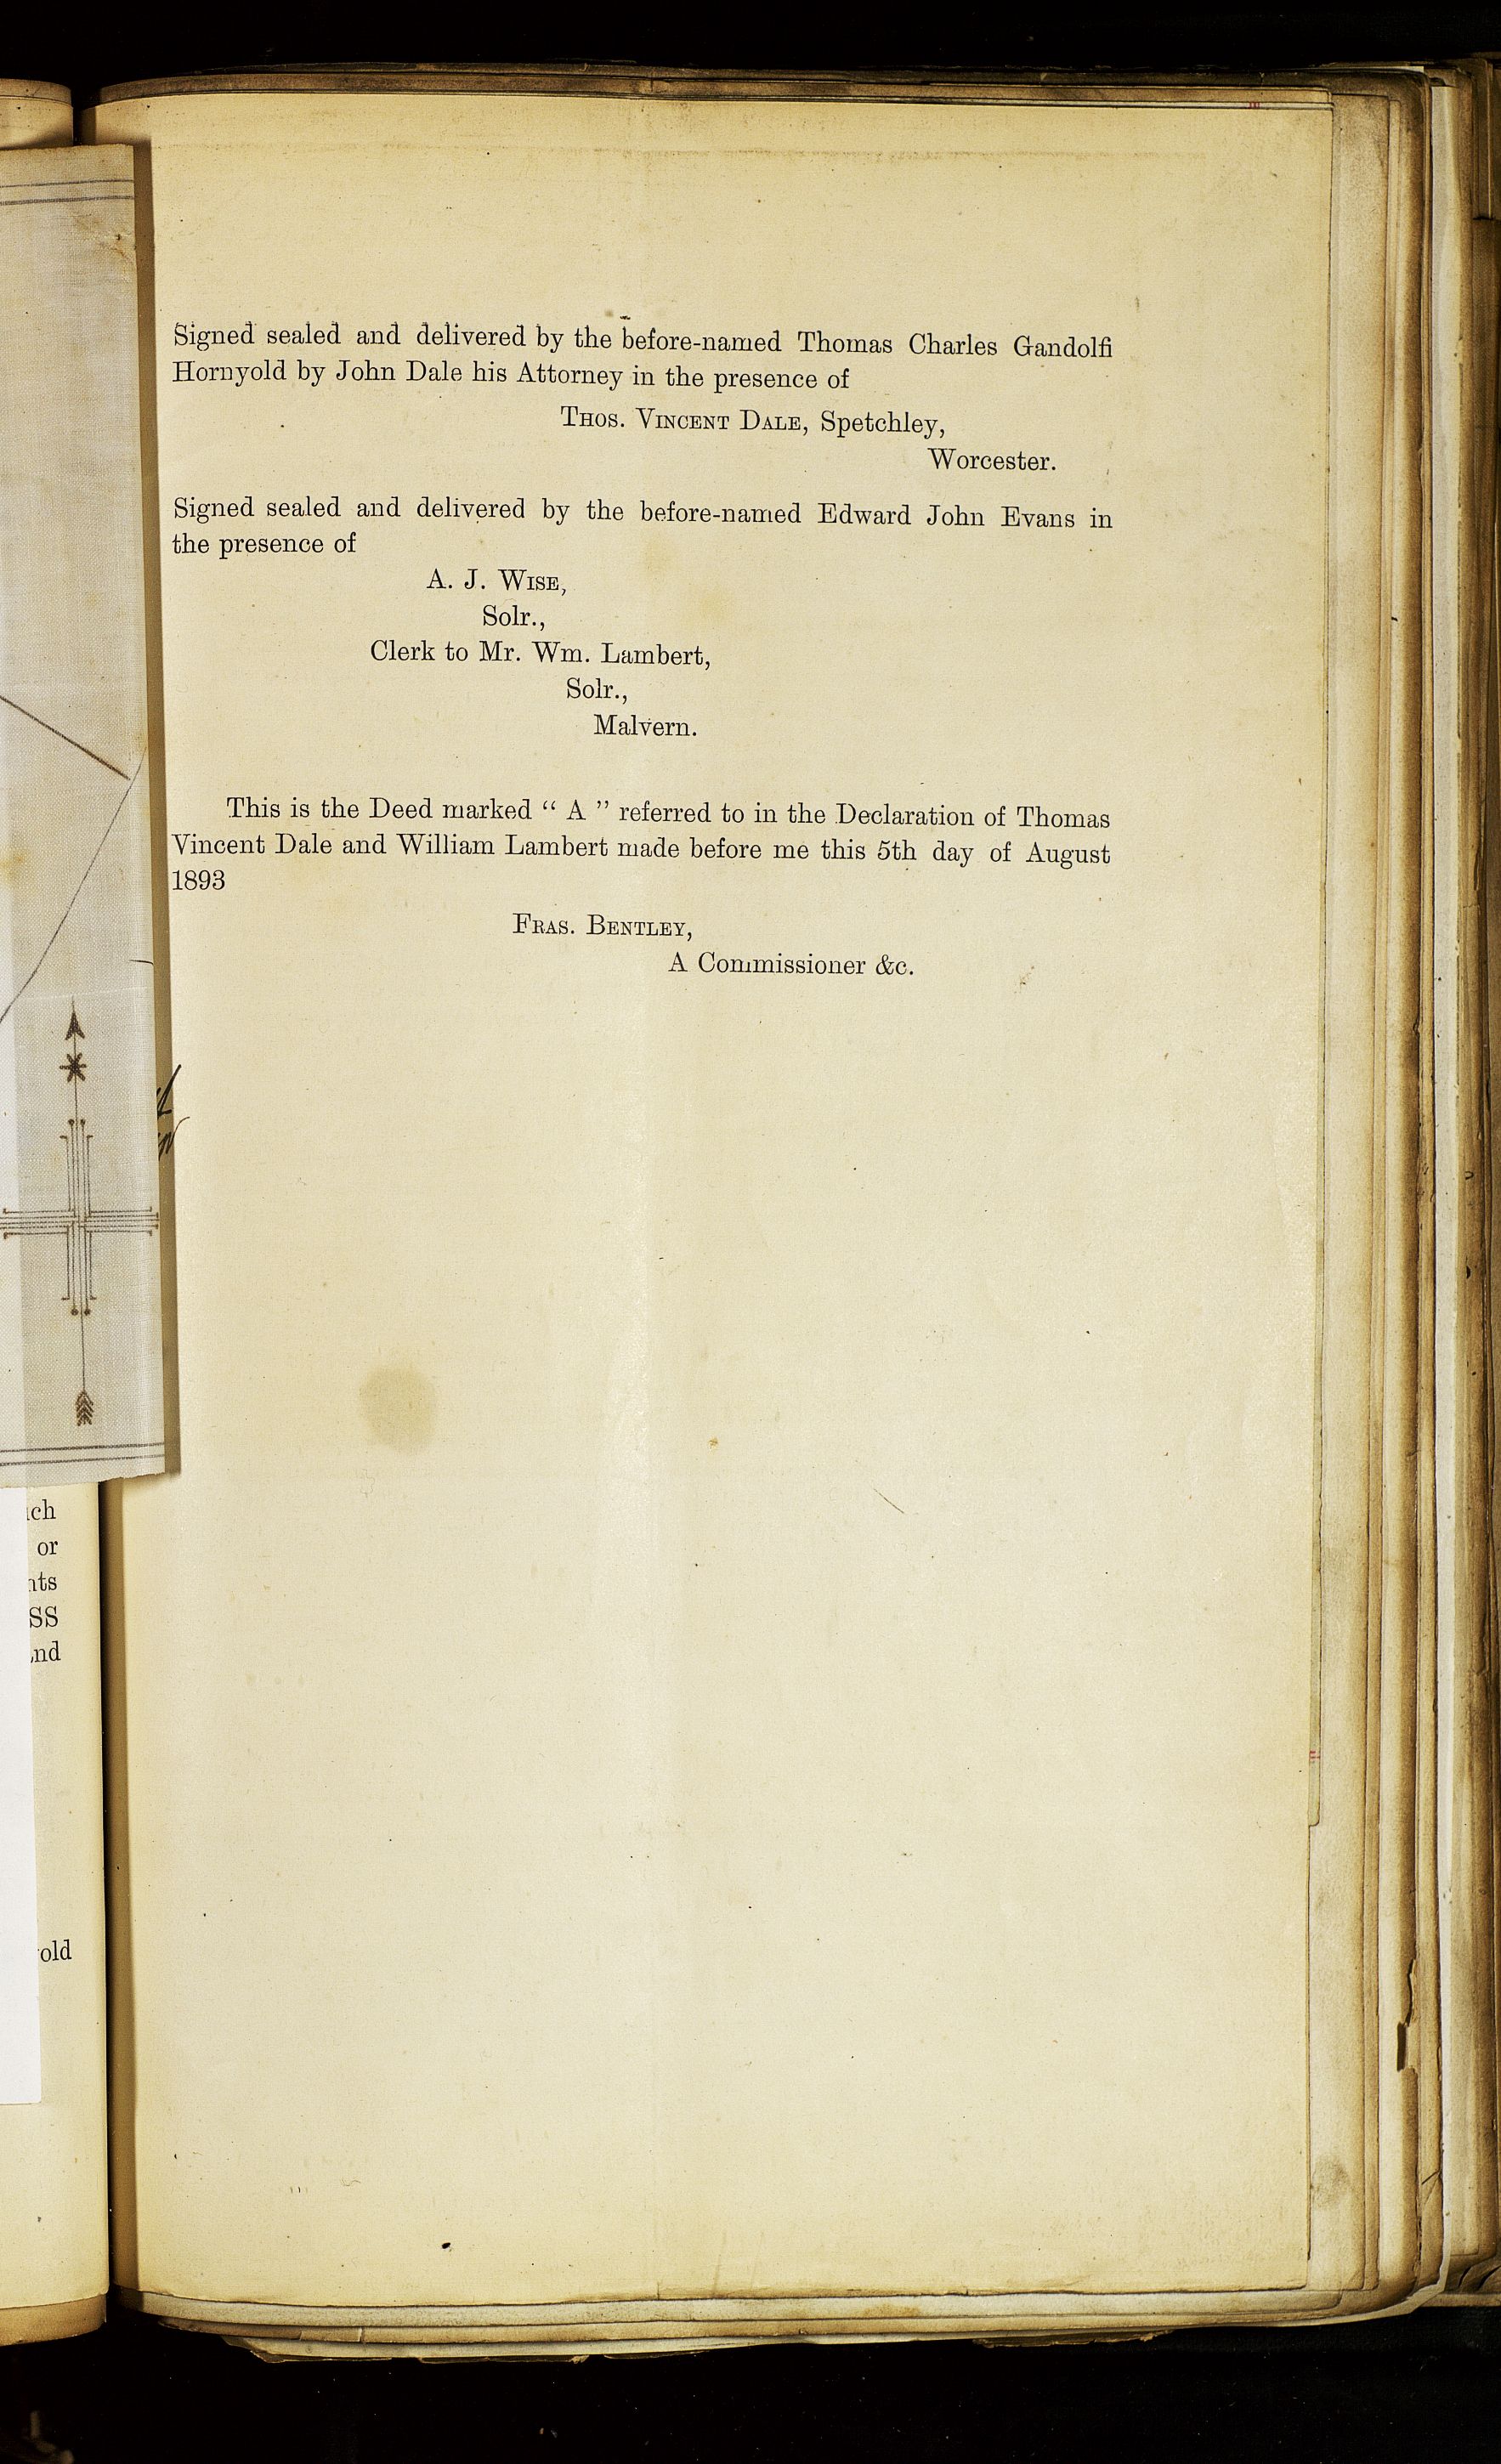 Signed sealed and delivered by the before-named Thomas Charles Gandolfi
Hornyold by John Dale his Attorney in the presence of
THOS. VINCENT DALE, Spetchley,
Worcester.
Signed sealed and delivered by the before-named Edward John Evans in
the presence of
A. J. WISE,
Solr.,
Clerk to Mr. Wm. Lambert,
Solr.,
Malvern.
This is the Deed marked “ A ” referred to in the Declaration of Thomas
Vincent Dale and William Lambert made before me this 5th day of August
1893
FRAS. BENTLEY,
A Commissioner &c.
or